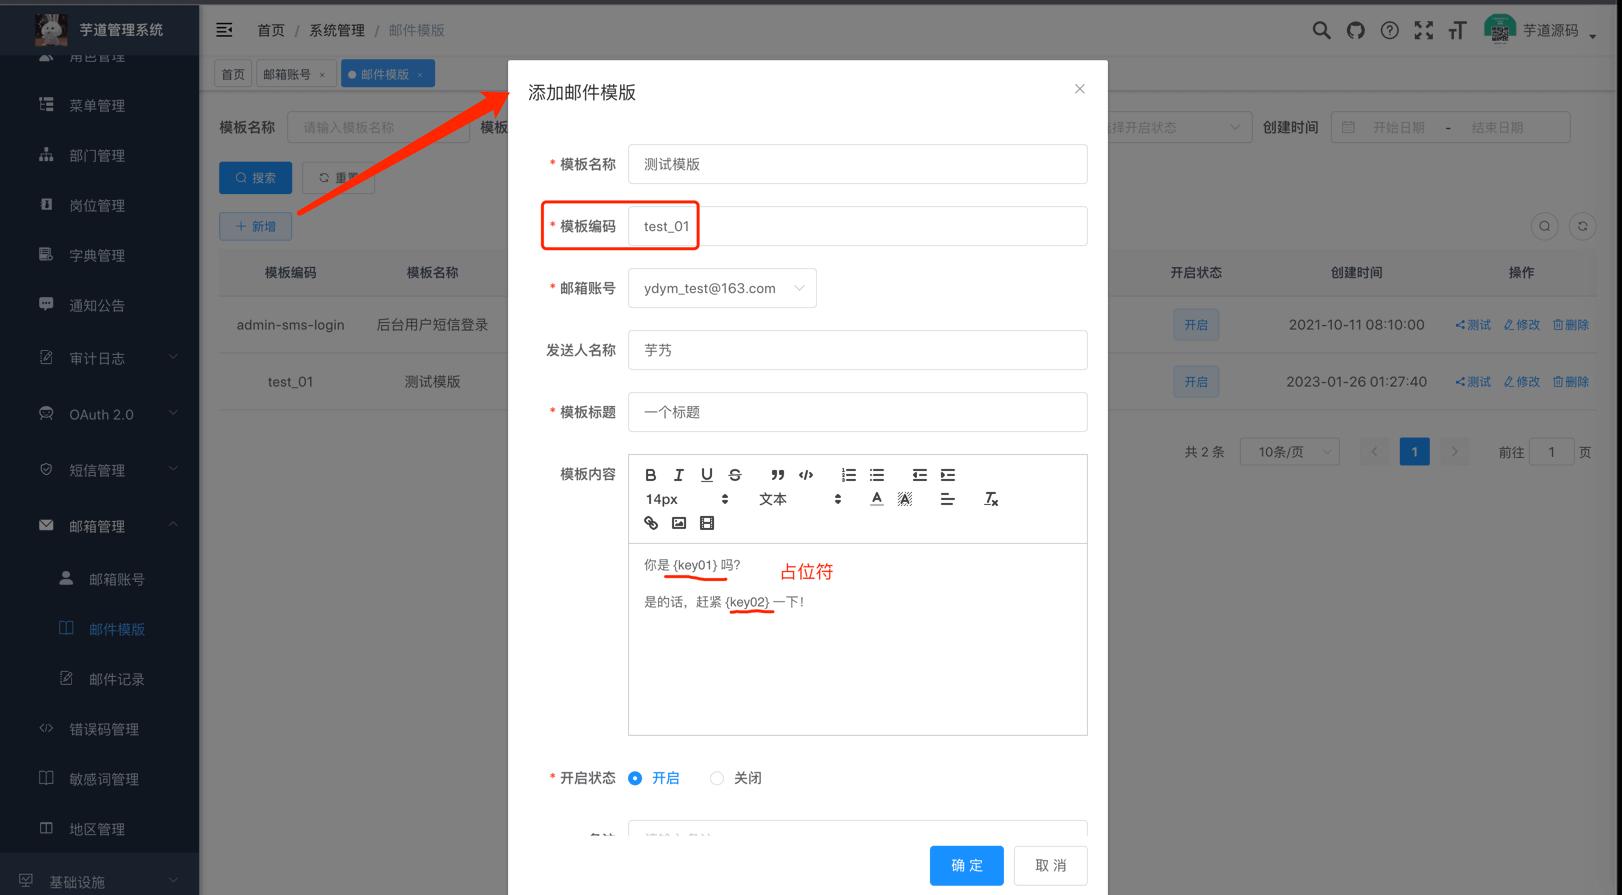 芋道管理系统
首页 / 系统管理 / 邮件模版
芋道源码
角色管理
菜单管理
部门管理
岗位管理
字典管理
通知公告
审计日志
OAuth 2.0
短信管理
邮箱管理
邮箱账号
邮件模版
邮件记录
错误码管理
敏感词管理
地区管理
基础设施
首页
邮箱账号 ×
邮件模版 ×
模板名称 请输入模板名称
模板
择开启状态
创建时间 开始日期 - 结束日期
搜索
重置
+ 新增
模板编码 模板名称 开启状态 创建时间 操作
admin-sms-login 后台用户短信登录 开启 2021-10-11 08:10:00 测试 修改 删除
test_01 测试模版 开启 2023-01-26 01:27:40 测试 修改 删除
共 2 条 10条/页 1 前往 1 页
添加邮件模版
* 模板名称 测试模版
* 模板编码 test_01
* 邮箱账号 ydym_test@163.com
发送人名称 芋艿
* 模板标题 一个标题
模板内容
14px 文本
你是 {key01} 吗?
占位符
是的话，赶紧 {key02} 一下！
* 开启状态 开启 关闭
确 定
取 消